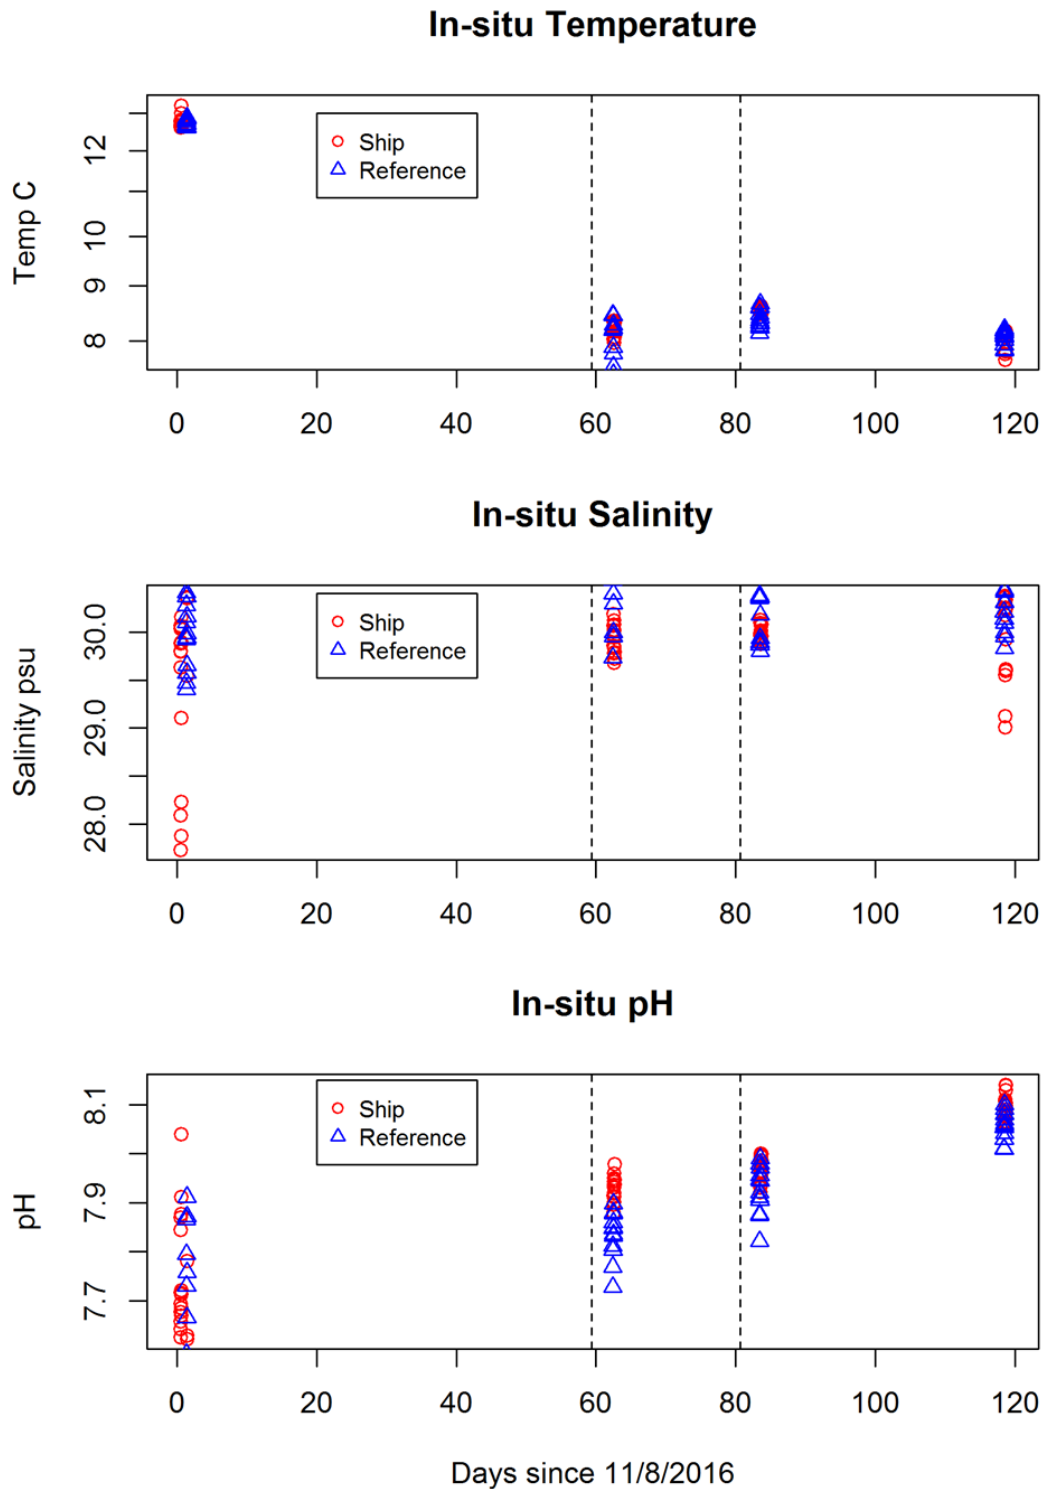 In-situ Temperature
Temp C
12
10
9
8
Ship
Reference
0 20 40 60 80 100 120
In-situ Salinity
Salinity psu
30.0
29.0
28.0
Ship
Reference
0 20 40 60 80 100 120
In-situ pH
pH
8.1
7.9
7.7
Ship
Reference
0 20 40 60 80 100 120
Days since 11/8/2016